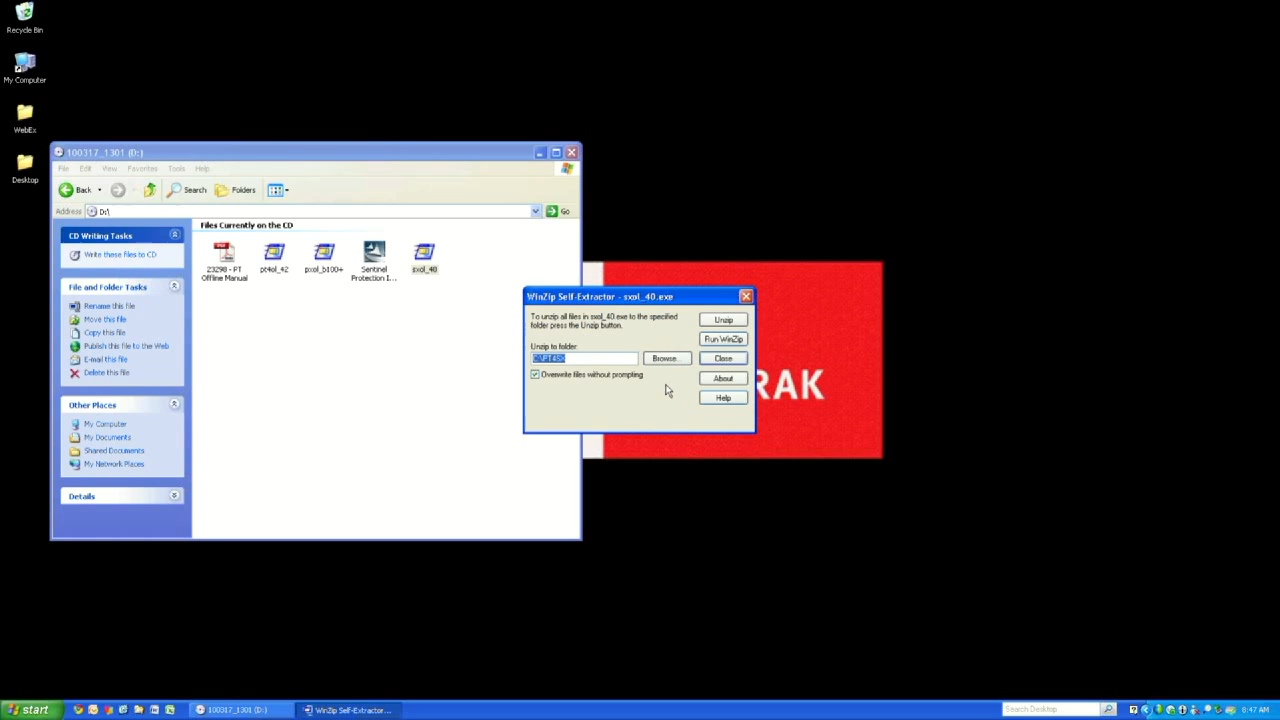 Recycle Bin
My Computer
WebEx
Desktop
100317_1301 (D:)
File Edit View Favorites Tools Help
Back Search Folders
Address D:\ Go
CD Writing Tasks
Write these files to CD
File and Folder Tasks
Rename this file
Move this file
Copy this file
Publish this file to the Web
E-mail this file
Delete this file
Other Places
My Computer
My Documents
Shared Documents
My Network Places
Details
Files Currently on the CD
23298 - PT
Offline Manual
pt4ol_42
pxol_b100+
Sentinel
Protection I...
sxol_40
WinZip Self-Extractor - sxol_40.exe
To unzip all files in sxol_40.exe to the specified
folder press the Unzip button.
Unzip to folder:
C:\PT4SX
Browse...
Overwrite files without prompting
Unzip
Run WinZip
Close
About
Help
RAK
start
100317_1301 (D:)
WinZip Self-Extractor...
Search Desktop
8:47 AM